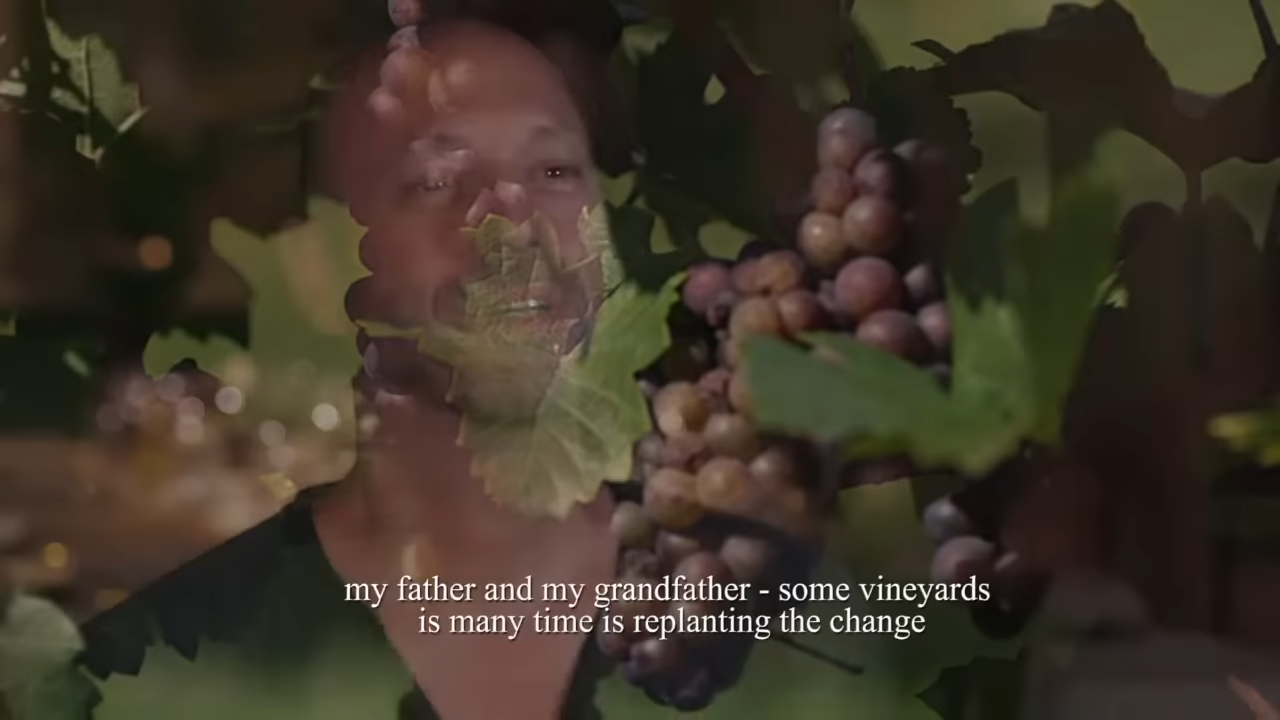 my father and my grandfather - some vineyards
is many time is replanting the change